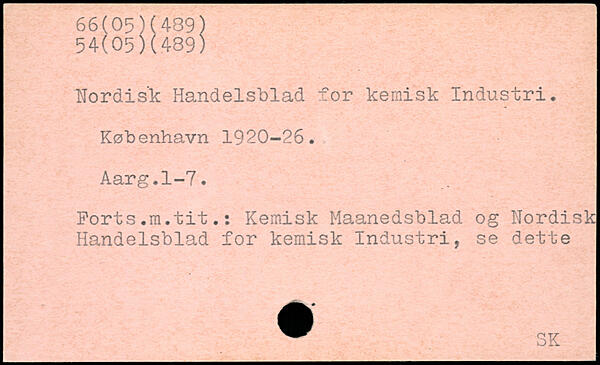 66(05)(489)
54(05)(489)
Nordisk Handelsblad for kemisk Industri.
København 1920-26.
Aarg.1-7.
Forts.m.tit.: Kemisk Maanedsblad og Nordisk
Handelsblad for kemisk Industri, se dette
SK